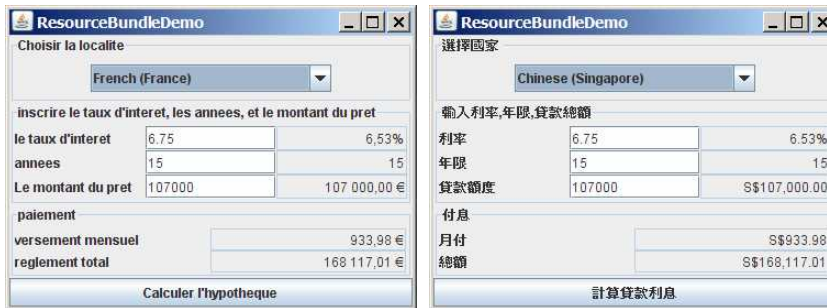 ResourceBundleDemo
Choisir la localite
French (France)
inscrire le taux d'interet, les annees, et le montant du pret
le taux d'interet 6.75 6,53%
annees 15 15
Le montant du pret 107000 107 000,00 €
paiement
versement mensuel 933,98 €
reglement total 168 117,01 €
Calculer l'hypotheque
ResourceBundleDemo
選擇國家
Chinese (Singapore)
輸入利率,年限,貸款總額
利率 6.75 6.53%
年限 15 15
貸款額度 107000 S$107,000.00
付息
月付 S$933.98
總額 S$168,117.01
計算貸款利息